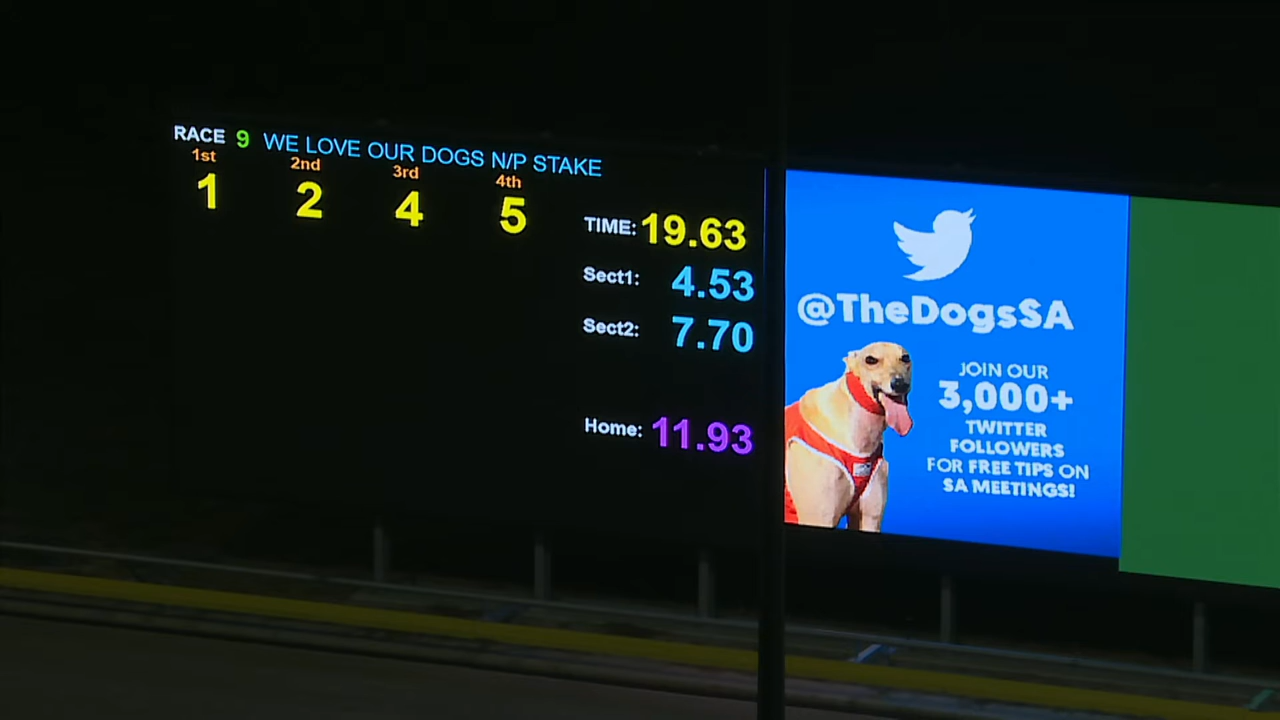 RACE 9 WE LOVE OUR DOGS N/P STAKE
1st 2nd 3rd 4th
1 2 4 5
TIME: 19.63
Sect1: 4.53
Sect2: 7.70
Home: 11.93
@TheDogsSA
JOIN OUR
3,000+
TWITTER
FOLLOWERS
FOR FREE TIPS ON
SA MEETINGS!